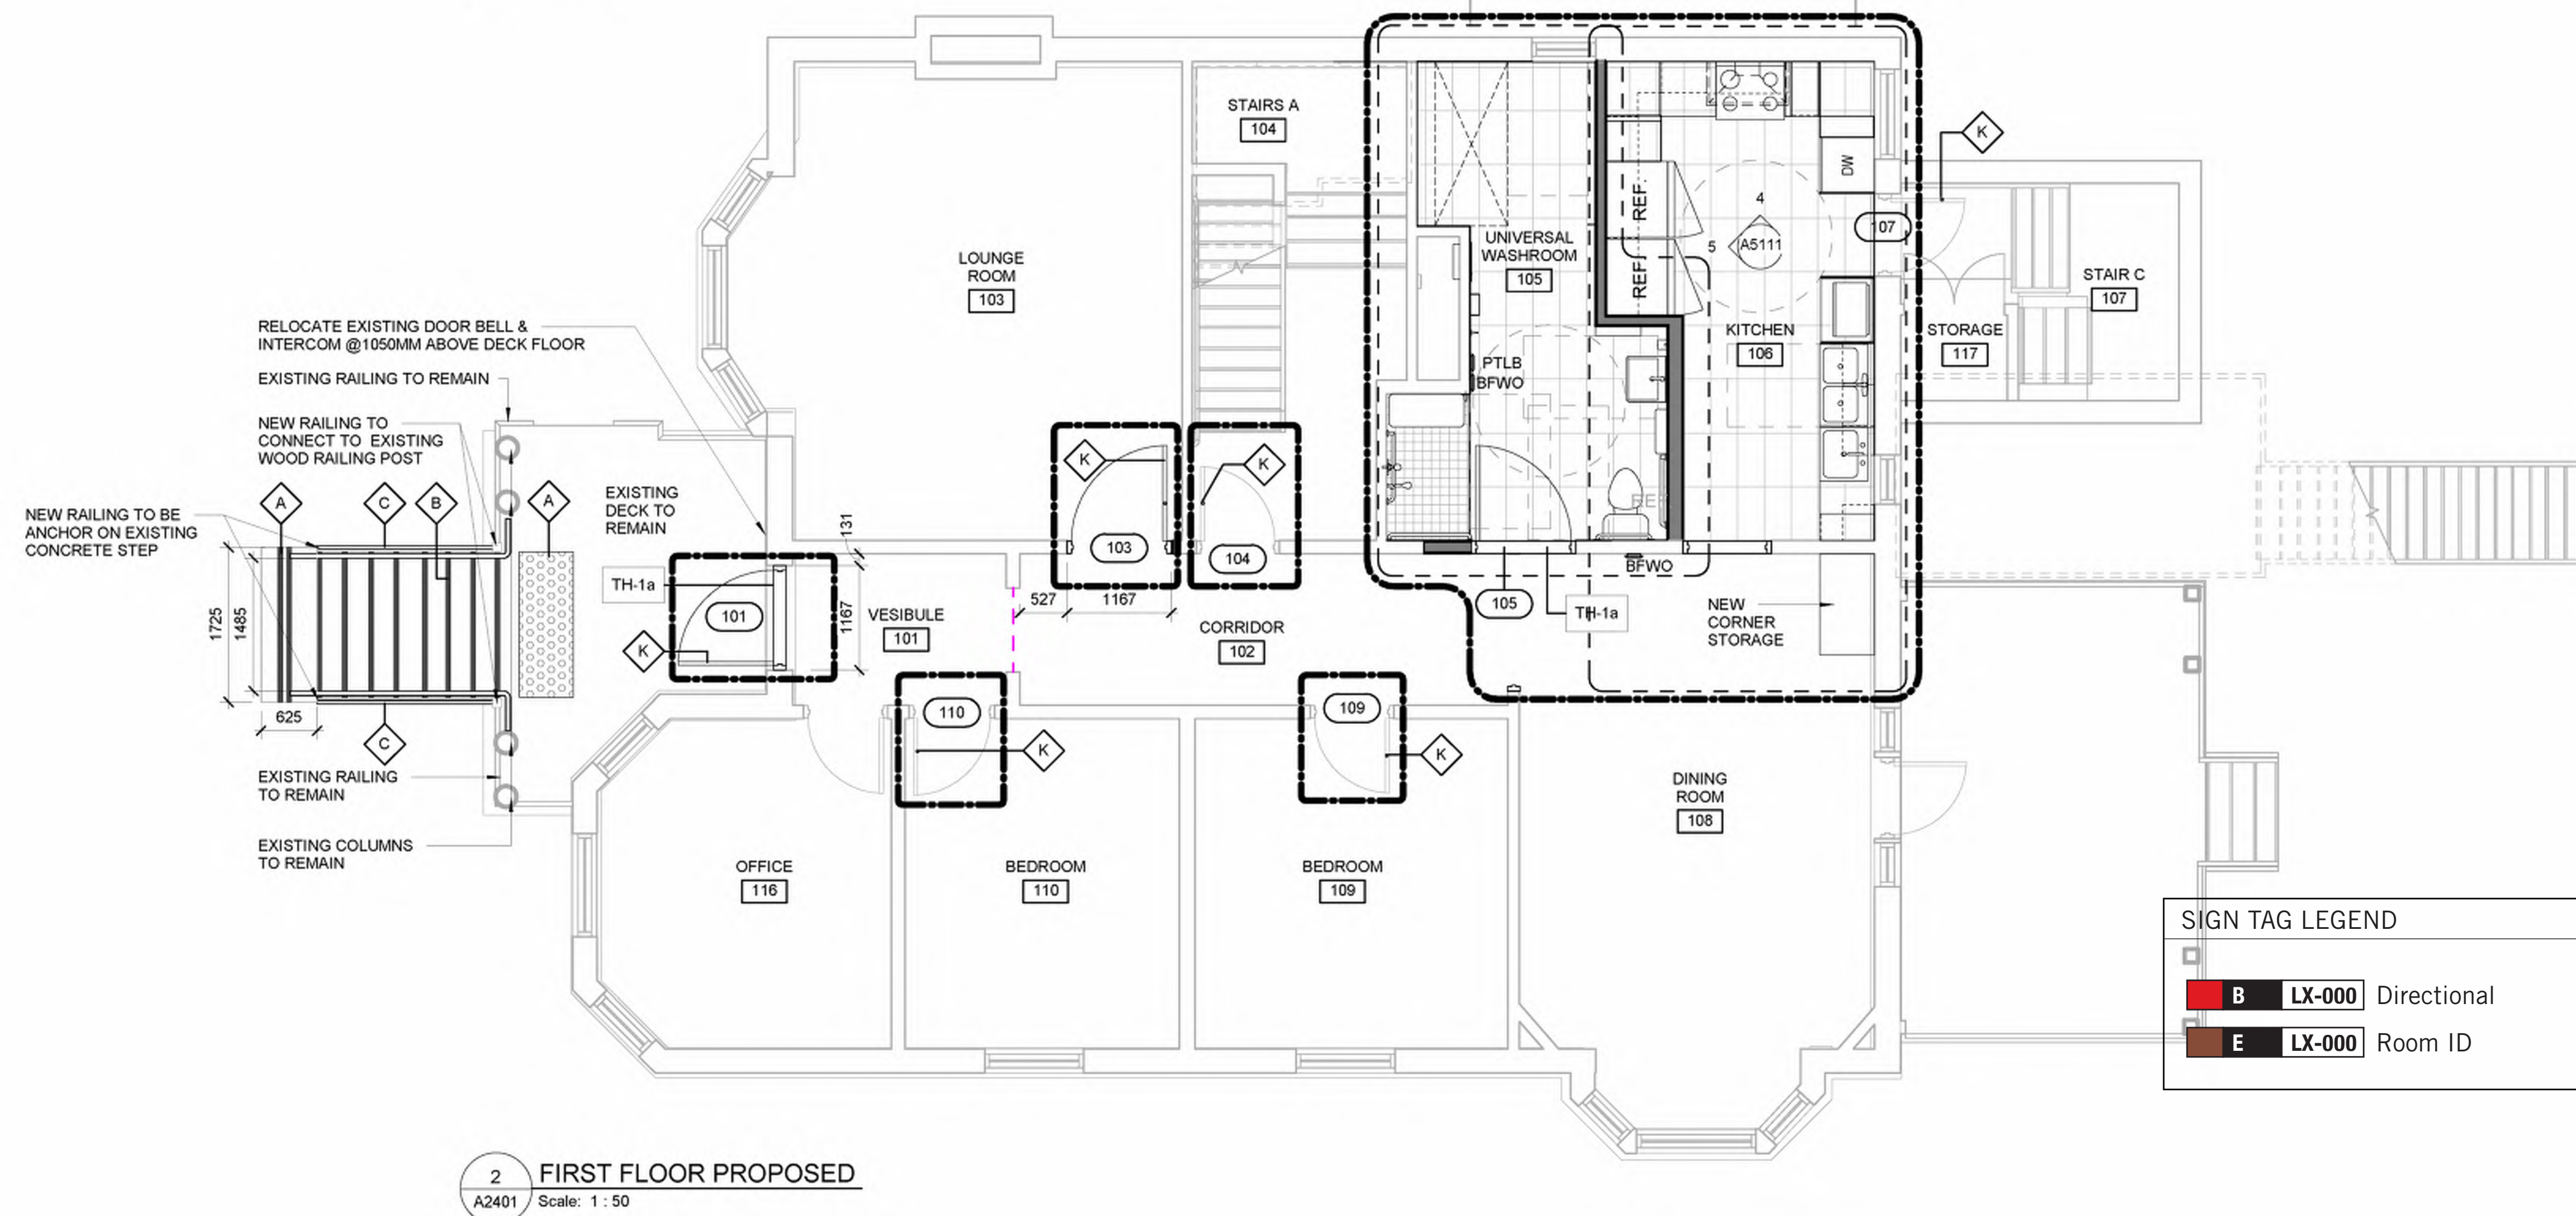 STAIRS A
104
K
DW
REF.
REF.
4
5
A5111
107
UNIVERSAL
WASHROOM
105
LOUNGE
ROOM
103
STAIR C
107
RELOCATE EXISTING DOOR BELL &
INTERCOM @1050MM ABOVE DECK FLOOR
KITCHEN
106
STORAGE
117
PTLB
BFWO
EXISTING RAILING TO REMAIN
NEW RAILING TO
CONNECT TO EXISTING
WOOD RAILING POST
K
K
A
C
B
A
EXISTING
DECK TO
REMAIN
NEW RAILING TO BE
ANCHOR ON EXISTING
CONCRETE STEP
131
103
104
BFWO
TH-1a
101
1167
VESIBULE
101
527
1167
105
TH-1a
NEW
CORNER
STORAGE
1725
1485
K
CORRIDOR
102
625
C
110
109
K
K
EXISTING RAILING
TO REMAIN
DINING
ROOM
108
EXISTING COLUMNS
TO REMAIN
OFFICE
116
BEDROOM
110
BEDROOM
109
SIGN TAG LEGEND
B LX-000 Directional
E LX-000 Room ID
2
A2401
FIRST FLOOR PROPOSED
Scale: 1 : 50